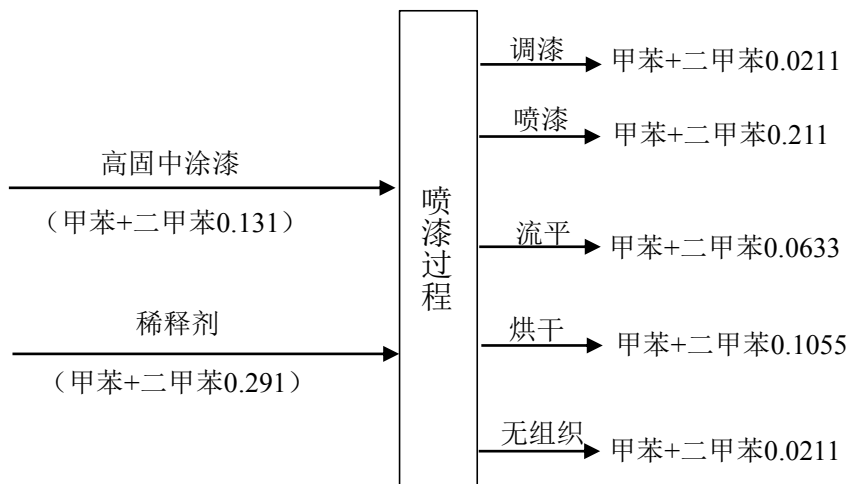 高固中涂漆
（甲苯+二甲苯0.131）
稀释剂
（甲苯+二甲苯0.291）
喷漆过程
调漆
甲苯+二甲苯0.0211
喷漆
甲苯+二甲苯0.211
流平
甲苯+二甲苯0.0633
烘干
甲苯+二甲苯0.1055
无组织
甲苯+二甲苯0.0211